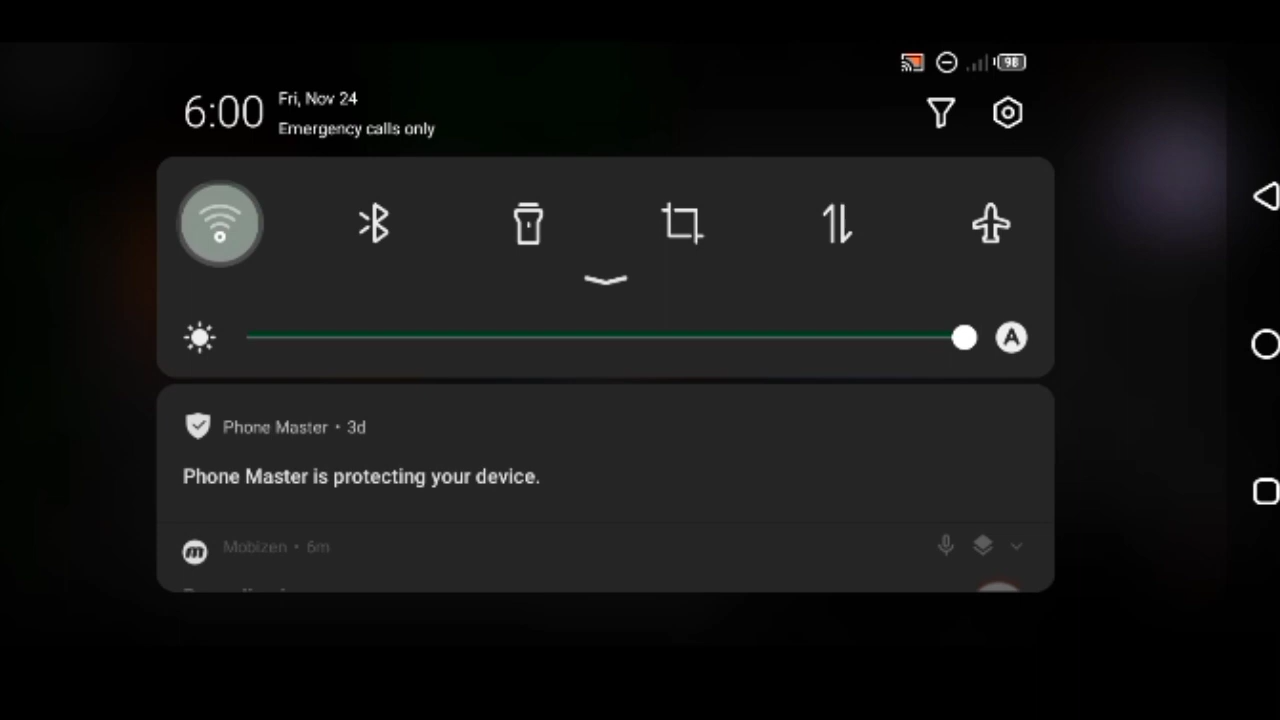 98
6:00
Fri, Nov 24
Emergency calls only
A
Phone Master • 3d
Phone Master is protecting your device.
m
Mobizen • 6m